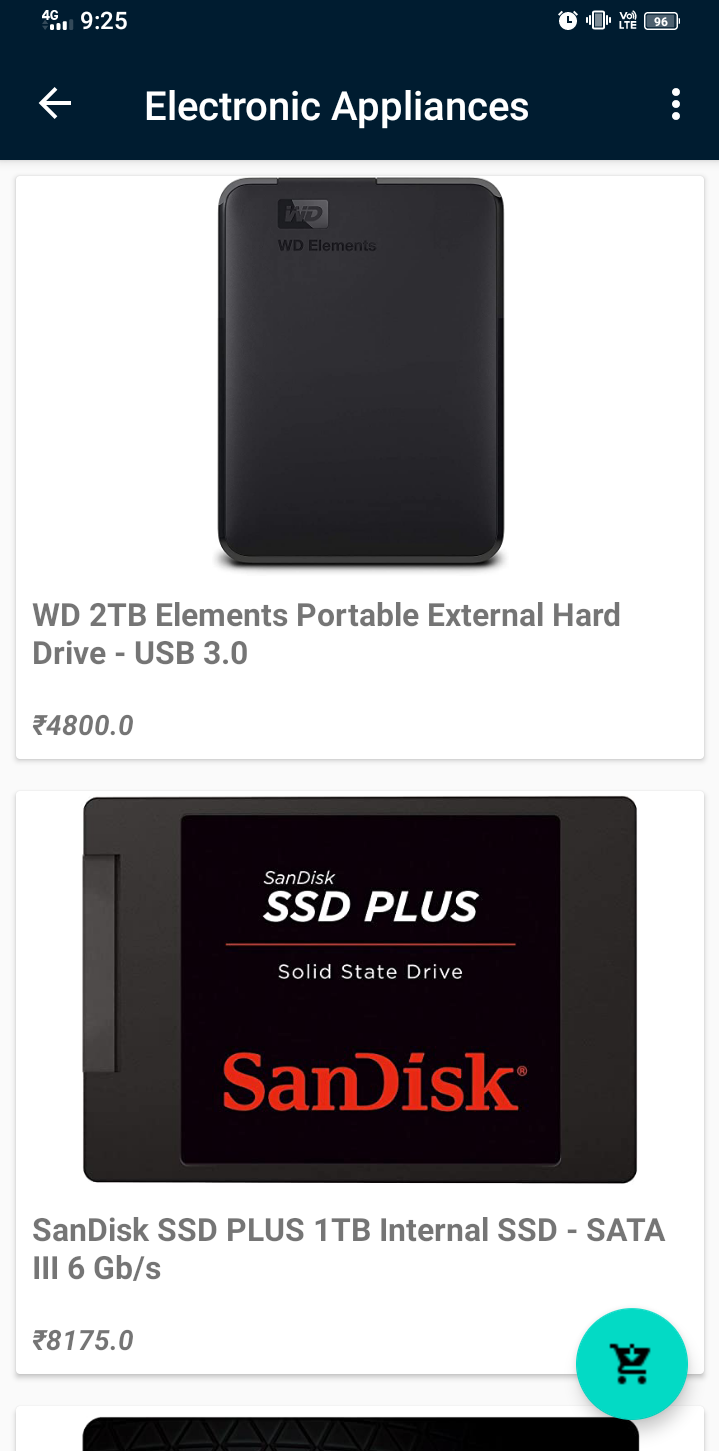 4G 9:25 Vo) LTE 96
Electronic Appliances
WD
WD Elements
WD 2TB Elements Portable External Hard
Drive - USB 3.0
₹4800.0
SanDisk
SSD PLUS
Solid State Drive
SanDisk®
SanDisk SSD PLUS 1TB Internal SSD - SATA
III 6 Gb/s
₹8175.0